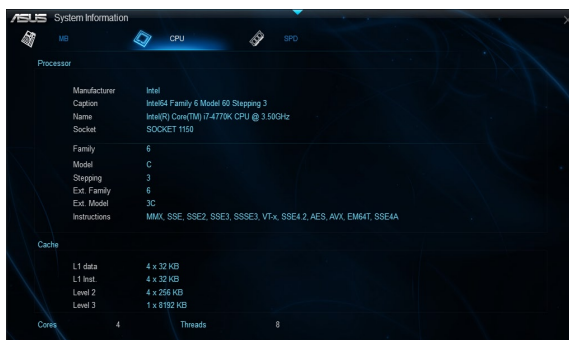 ASUS System Information
MB CPU SPD
Processor
Manufacturer Intel
Caption Intel64 Family 6 Model 60 Stepping 3
Name Intel(R) Core(TM) i7-4770K CPU @ 3.50GHz
Socket SOCKET 1150
Family 6
Model C
Stepping 3
Ext. Family 6
Ext. Model 3C
Instructions MMX, SSE, SSE2, SSE3, SSSE3, VT-x, SSE4.2, AES, AVX, EM64T, SSE4A
Cache
L1 data 4 x 32 KB
L1 Inst. 4 x 32 KB
Level 2 4 x 256 KB
Level 3 1 x 8192 KB
Cores 4 Threads 8